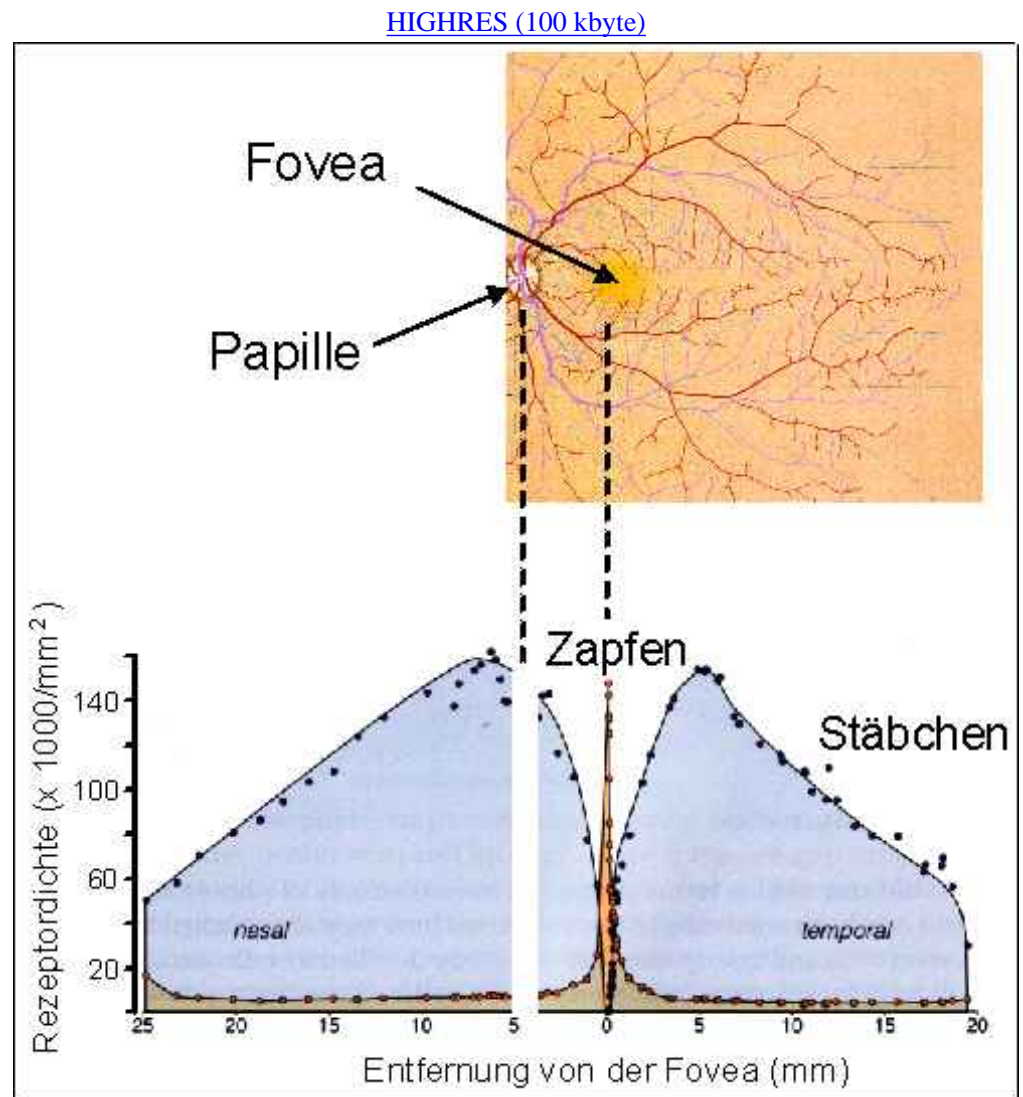 HIGHRES (100 kbyte)
Fovea
Papille
Zapfen
Stäbchen
Rezeptordichte (x 1000/mm²)
140
100
60
20
nasal
temporal
25 20 15 10 5 0 5 10 15 20
Entfernung von der Fovea (mm)